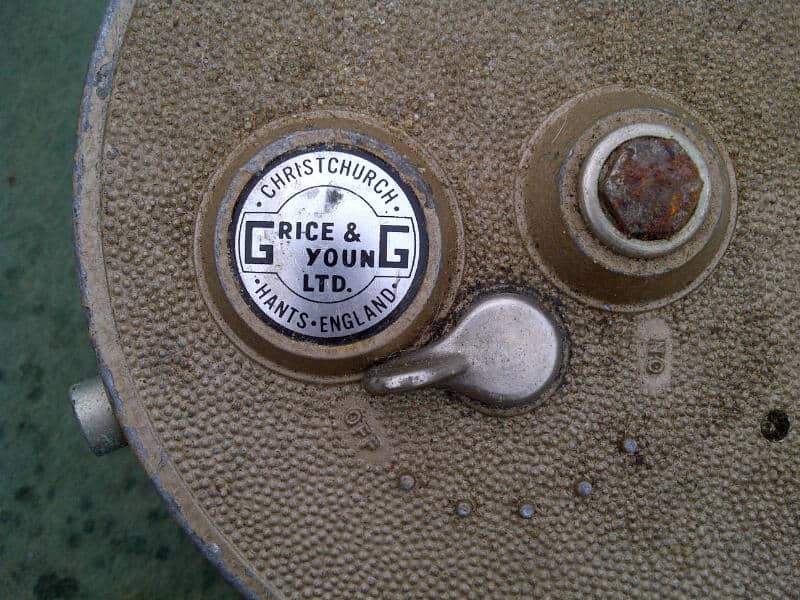 ·CHRISTCHURCH·
GRICE &
YOUNG
LTD.
·HANTS·ENGLAND·
OFF
ON